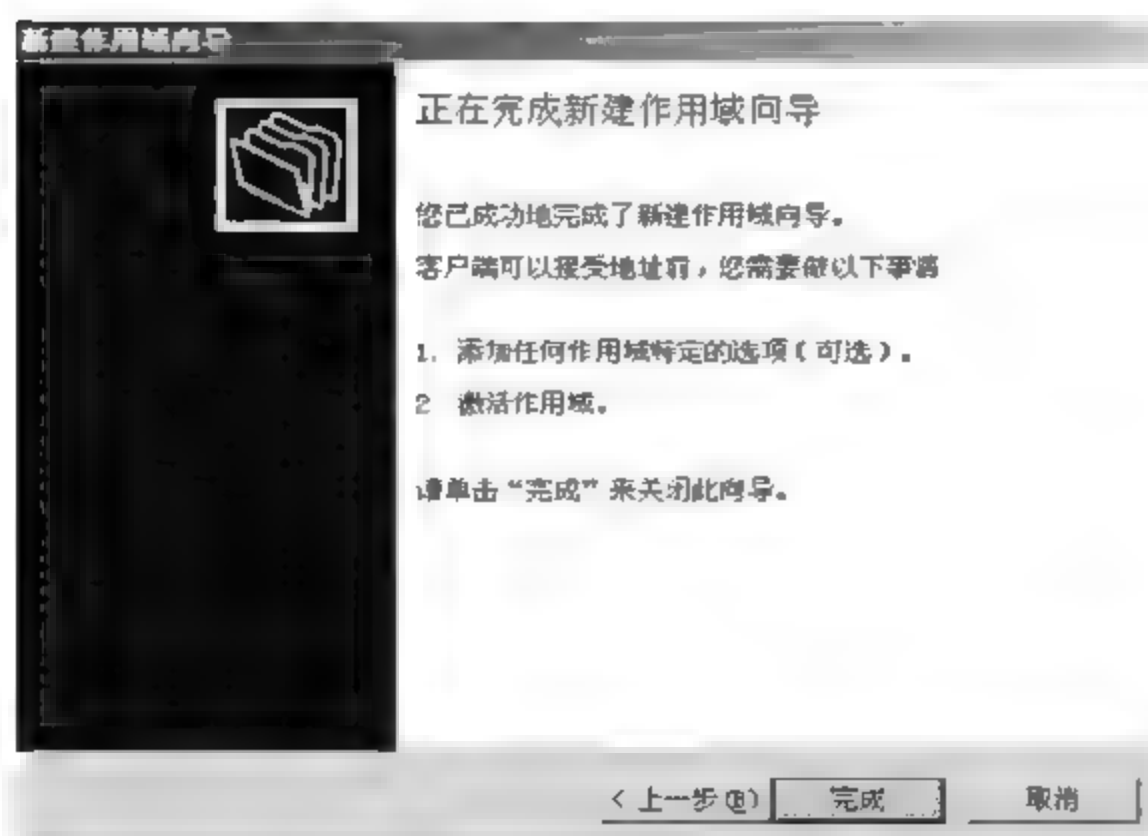 新建作用域向导
正在完成新建作用域向导
您已成功地完成了新建作用域向导。
客户端可以接受地址前，您需要做以下事情
1. 添加任何作用域特定的选项(可选)。
2 激活作用域。
请单击“完成”来关闭此向导。
< 上一步(B) 完成 取消